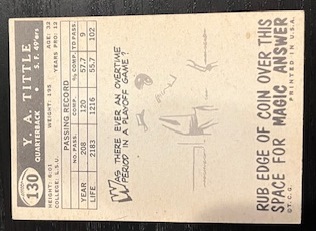 130
Y. A. TITTLE
QUARTERBACK S. F. 49'ers
HEIGHT: 6:01 WEIGHT: 195 AGE: 32
COLLEGE: L.S.U. YEARS PRO: 12
PASSING RECORD
NO. PASS. COMP. % COMP. TD PASS.
YEAR 208 120 57.7 9
LIFE 2183 1216 55.7 102
WAS THERE EVER AN OVERTIME
PERIOD IN A PLAYOFF GAME?
RUB EDGE OF COIN OVER THIS
SPACE FOR MAGIC ANSWER
©T.C.G. PRINTED IN U.S.A.